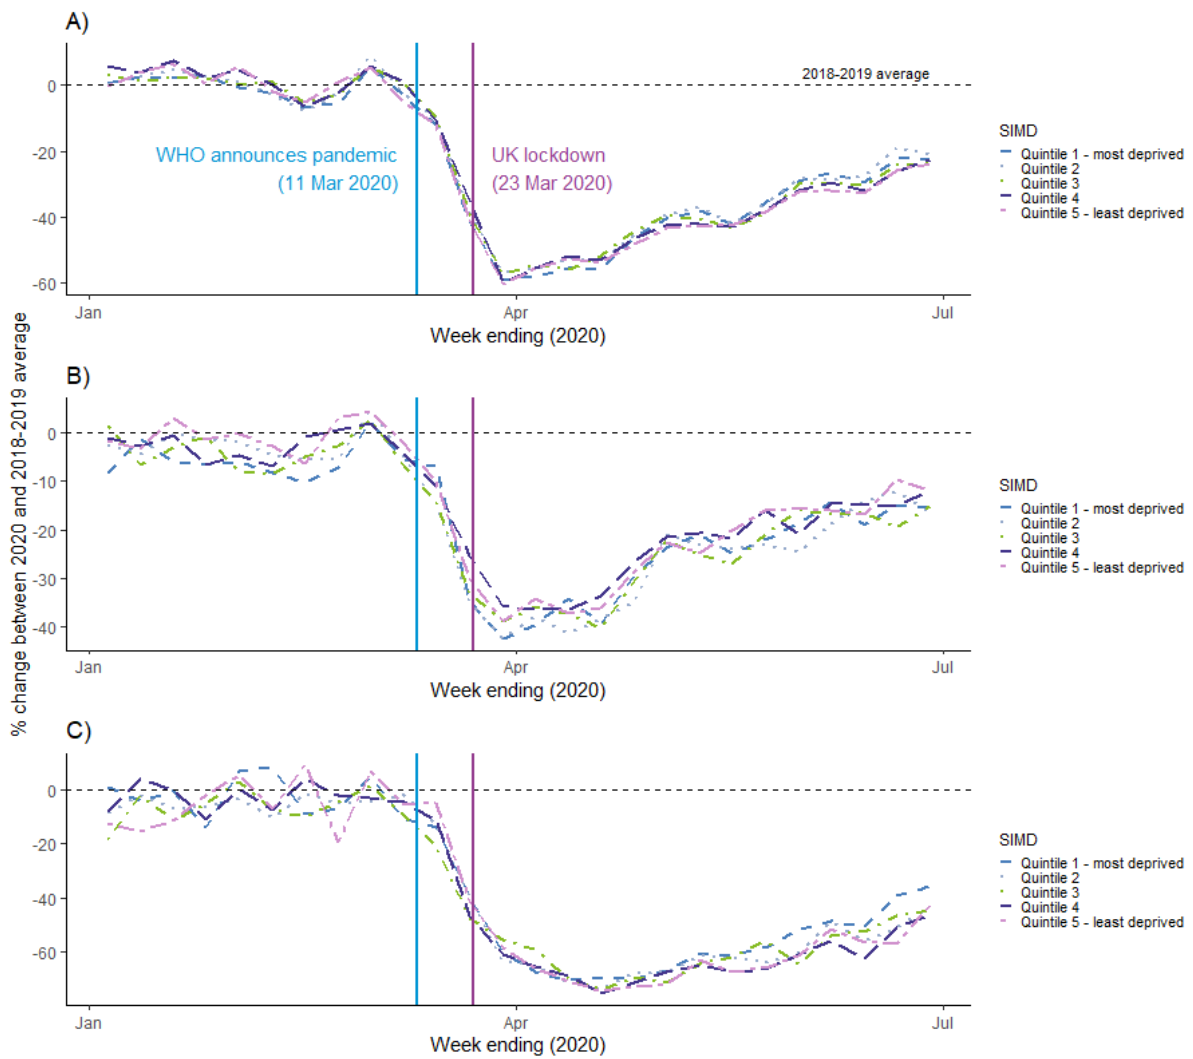 A)
0
-20
-40
-60
2018-2019 average
WHO announces pandemic
(11 Mar 2020)
UK lockdown
(23 Mar 2020)
Jan
Apr
Jul
Week ending (2020)
SIMD
Quintile 1 - most deprived
Quintile 2
Quintile 3
Quintile 4
Quintile 5 - least deprived
% change between 2020 and 2018-2019 average
B)
0
-10
-20
-30
-40
Jan
Apr
Jul
Week ending (2020)
SIMD
Quintile 1 - most deprived
Quintile 2
Quintile 3
Quintile 4
Quintile 5 - least deprived
C)
0
-20
-40
-60
Jan
Apr
Jul
Week ending (2020)
SIMD
Quintile 1 - most deprived
Quintile 2
Quintile 3
Quintile 4
Quintile 5 - least deprived